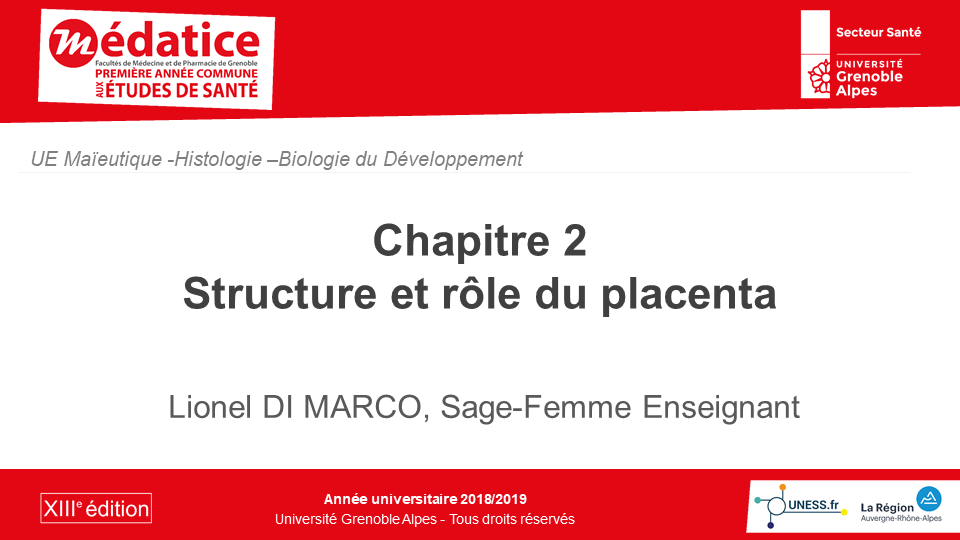 médatice
Facultés de Médecine et de Pharmacie de Grenoble
PREMIÈRE ANNÉE COMMUNE
AUX ÉTUDES DE SANTÉ
Secteur Santé
UNIVERSITÉ
Grenoble
Alpes
UE Maïeutique -Histologie –Biologie du Développement
Chapitre 2
Structure et rôle du placenta
Lionel DI MARCO, Sage-Femme Enseignant
XIIIe édition
Année universitaire 2018/2019
Université Grenoble Alpes - Tous droits réservés
UNESS.fr
La Région
Auvergne-Rhône-Alpes